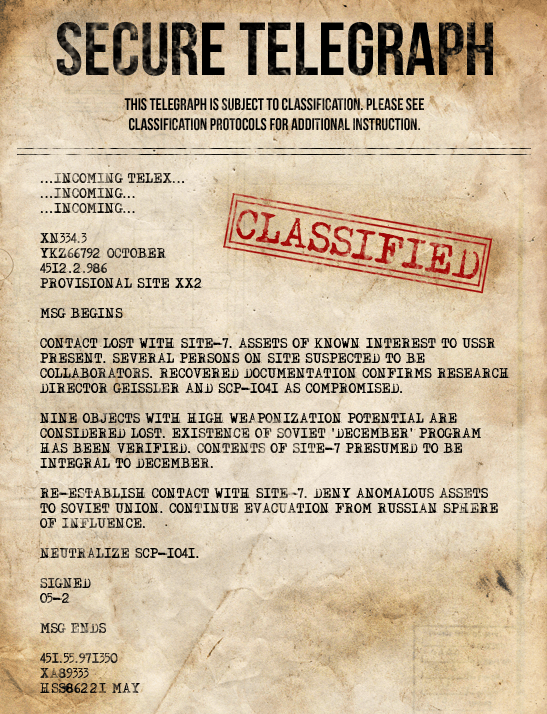 SECURE TELEGRAPH
THIS TELEGRAPH IS SUBJECT TO CLASSIFICATION. PLEASE SEE
CLASSIFICATION PROTOCOLS FOR ADDITIONAL INSTRUCTION.
...INCOMING TELEX...
...INCOMING...
...INCOMING...
CLASSIFIED
XN334.3
YKZ66792 OCTOBER
45I2.2.986
PROVISIONAL SITE XX2
MSG BEGINS
CONTACT LOST WITH SITE-7. ASSETS OF KNOWN INTEREST TO USSR
PRESENT. SEVERAL PERSONS ON SITE SUSPECTED TO BE
COLLABORATORS. RECOVERED DOCUMENTATION CONFIRMS RESEARCH
DIRECTOR GEISSLER AND SCP-I04I AS COMPROMISED.
NINE OBJECTS WITH HIGH WEAPONIZATION POTENTIAL ARE
CONSIDERED LOST. EXISTENCE OF SOVIET 'DECEMBER' PROGRAM
HAS BEEN VERIFIED. CONTENTS OF SITE-7 PRESUMED TO BE
INTEGRAL TO DECEMBER.
RE-ESTABLISH CONTACT WITH SITE-7. DENY ANOMALOUS ASSETS
TO SOVIET UNION. CONTINUE EVACUATION FROM RUSSIAN SPHERE
OF INFLUENCE.
NEUTRALIZE SCP-I04I.
SIGNED
05-2
MSG ENDS
45I.55.97I350
XA89333
HSS8622I MAY